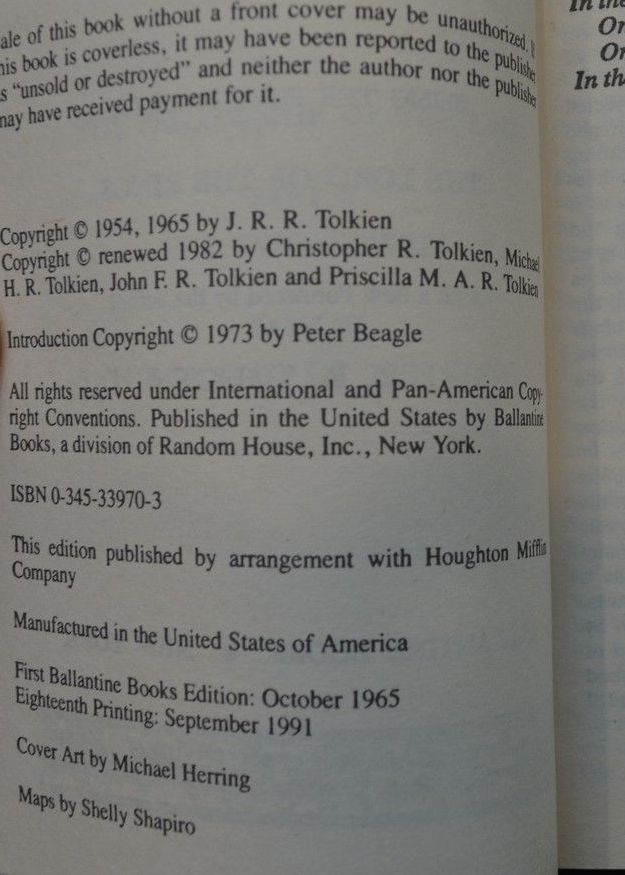 ale of this book without a front cover may be unauthorized. If
his book is coverless, it may have been reported to the publisher
s "unsold or destroyed" and neither the author nor the publisher
may have received payment for it.
Copyright © 1954, 1965 by J. R. R. Tolkien
Copyright © renewed 1982 by Christopher R. Tolkien, Michael
H. R. Tolkien, John F. R. Tolkien and Priscilla M. A. R. Tolkien
Introduction Copyright © 1973 by Peter Beagle
All rights reserved under International and Pan-American Copy-
right Conventions. Published in the United States by Ballantine
Books, a division of Random House, Inc., New York.
ISBN 0-345-33970-3
This edition published by arrangement with Houghton Mifflin
Company
Manufactured in the United States of America
First Ballantine Books Edition: October 1965
Eighteenth Printing: September 1991
Cover Art by Michael Herring
Maps by Shelly Shapiro
In the
Or
Or
In th